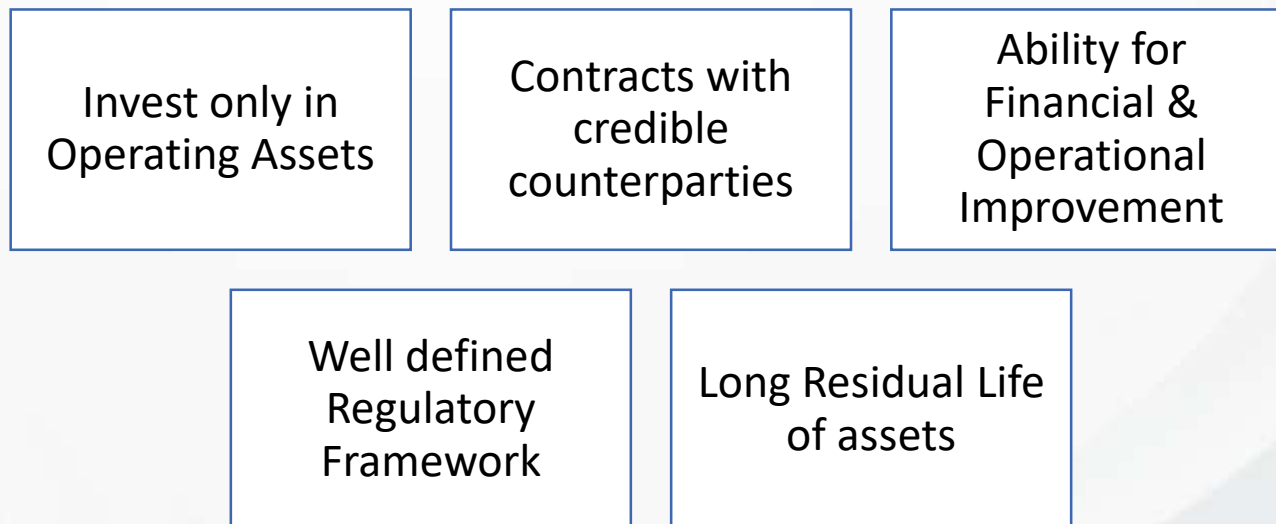 Invest only in
Operating Assets
Contracts with
credible
counterparties
Ability for
Financial &
Operational
Improvement
Well defined
Regulatory
Framework
Long Residual Life
of assets